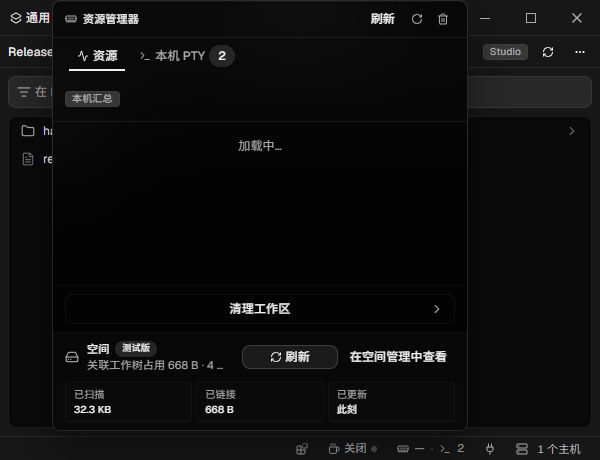 通用
资源管理器
刷新
Release
资源
本机 PTY
2
Studio
在
本机汇总
加载中...
清理工作区
空间
测试版
关联工作树占用 668 B · 4 ...
刷新
在空间管理中查看
已扫描
32.3 KB
已链接
668 B
已更新
此刻
关闭
— · 2
1 个主机